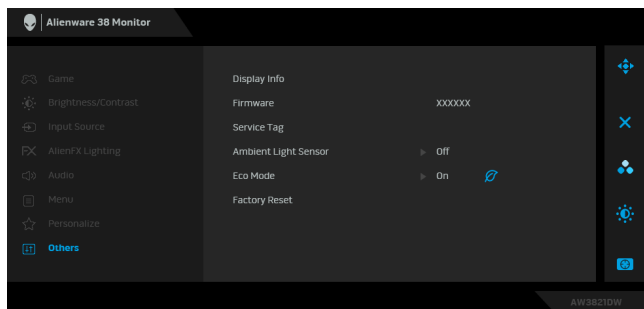 Alienware 38 Monitor
Game
Brightness/Contrast
Input Source
AlienFX Lighting
Audio
Menu
Personalize
Others
Display Info
Firmware XXXXXX
Service Tag
Ambient Light Sensor Off
Eco Mode On
Factory Reset
AW3821DW